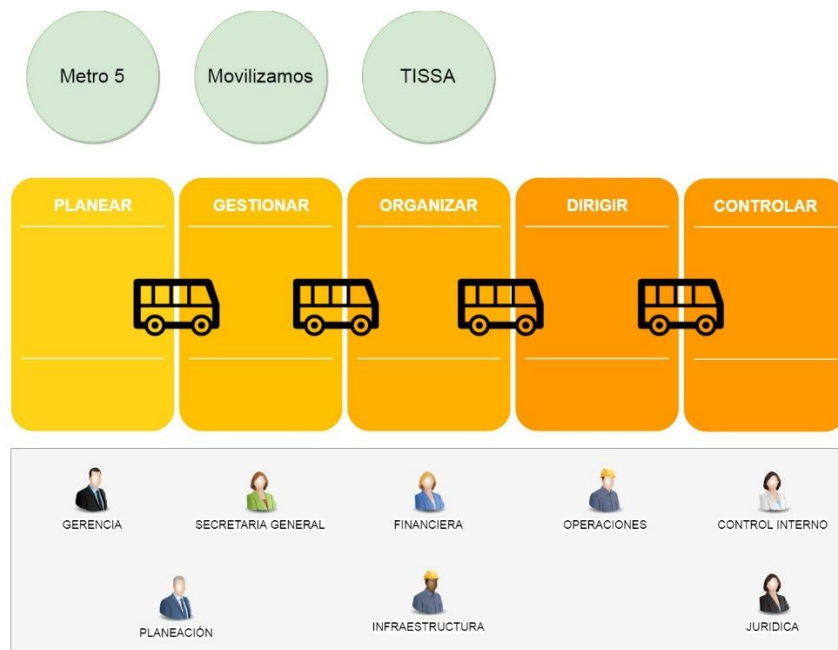 Metro 5
Movilizamos
TISSA
PLANEAR
GESTIONAR
ORGANIZAR
DIRIGIR
CONTROLAR
GERENCIA
SECRETARIA GENERAL
FINANCIERA
OPERACIONES
CONTROL INTERNO
PLANEACIÓN
INFRAESTRUCTURA
JURIDICA